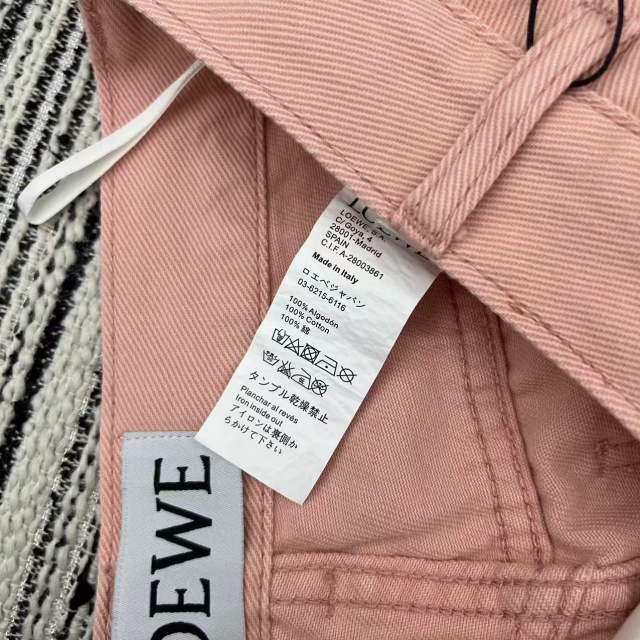 LOEWE
LOEWE, S.A.
C/Goya, 4
28001-Madrid
SPAIN
C.I.F.A-28003861
Made in Italy
ロエベジャパン
03-6215-6116
100% Algodón
100% Cotton
100% 綿
タンブル乾燥禁止
Planchar al revés
Iron inside out
アイロンは裏側か
らかけて下さい
OEWE